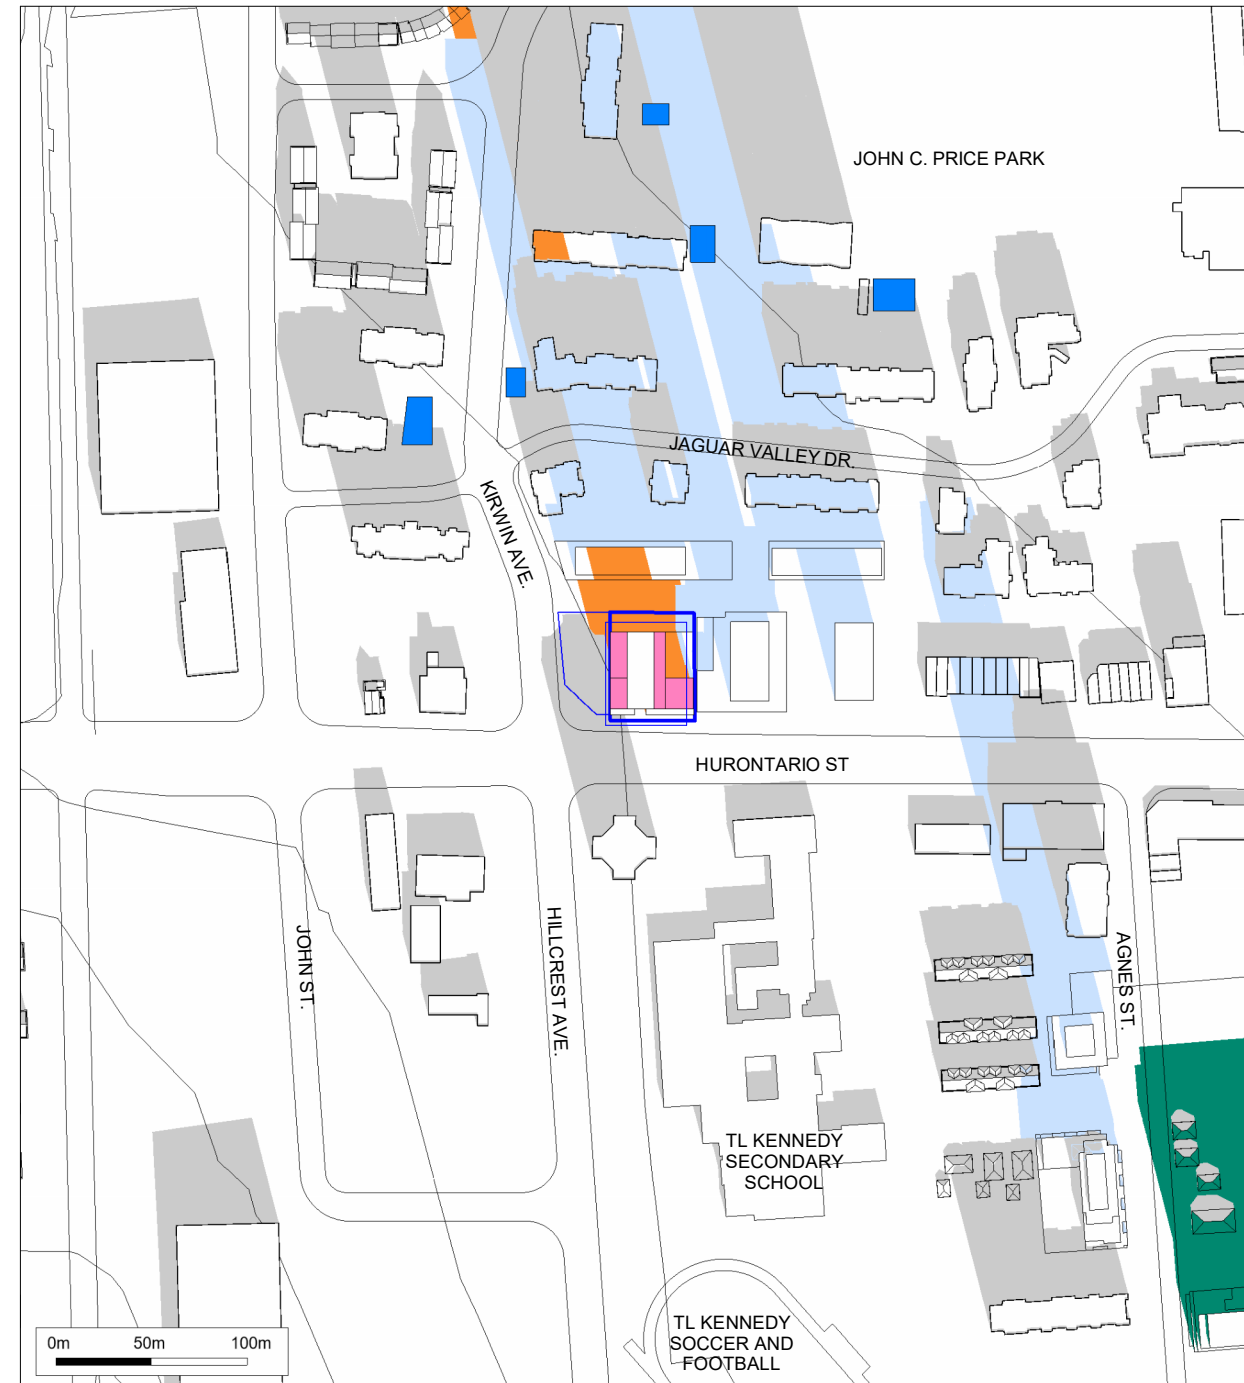 JOHN C. PRICE PARK
JAGUAR VALLEY DR.
KIRWIN AVE.
HURONTARIO ST
JOHN ST.
HILLCREST AVE.
AGNES ST.
TL KENNEDY
SECONDARY
SCHOOL
TL KENNEDY
SOCCER AND
FOOTBALL
0m 50m 100m